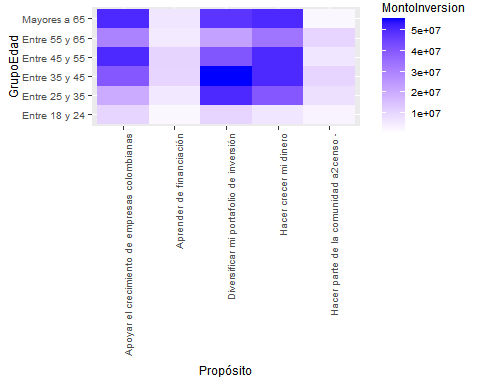 MontoInversion
5e+07
4e+07
3e+07
2e+07
1e+07
GrupoEdad
Mayores a 65
Entre 55 y 65
Entre 45 y 55
Entre 35 y 45
Entre 25 y 35
Entre 18 y 24
Apoyar el crecimiento de empresas colombianas
Aprender de financiación
Diversificar mi portafolio de inversión
Hacer crecer mi dinero
Hacer parte de la comunidad a2censo -
Propósito